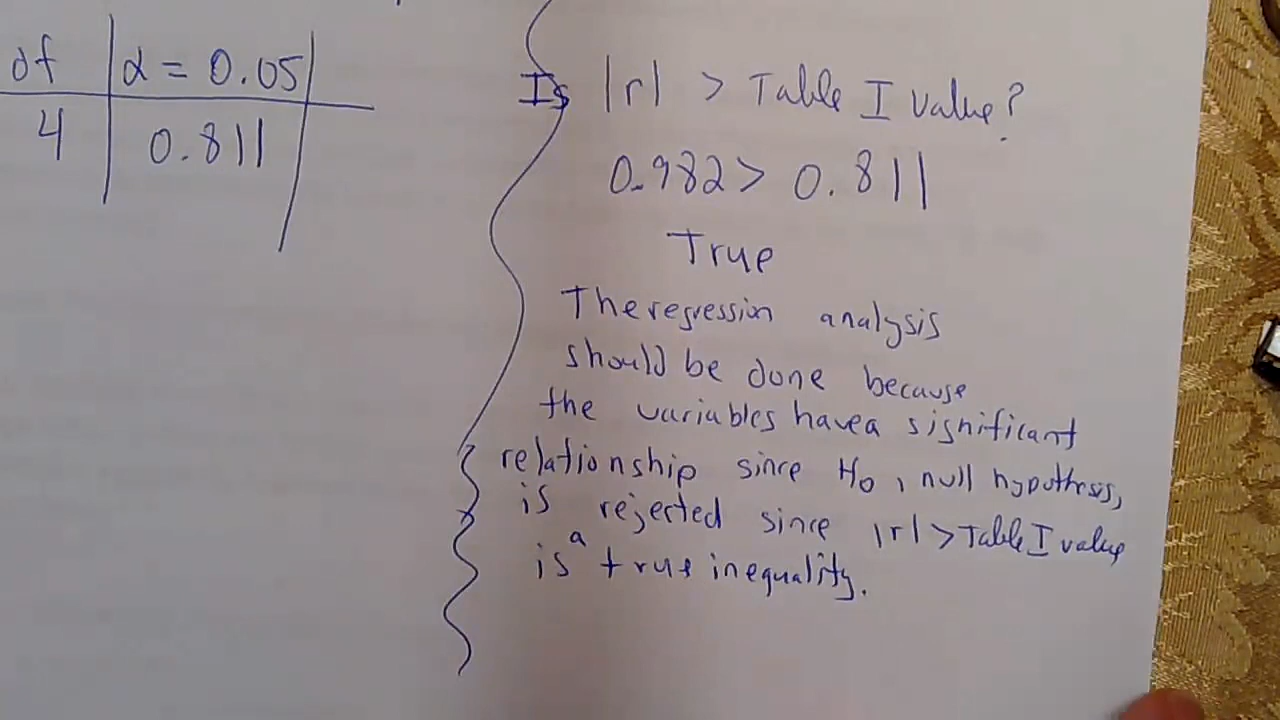 df α = 0.05
4 0.811
Is |r| > Table I value?
0.982 > 0.811
True
The regression analysis
should be done because
the variables have a significant
relationship since H₀, null hypothesis,
is rejected since |r| > Table I value
is a true inequality.